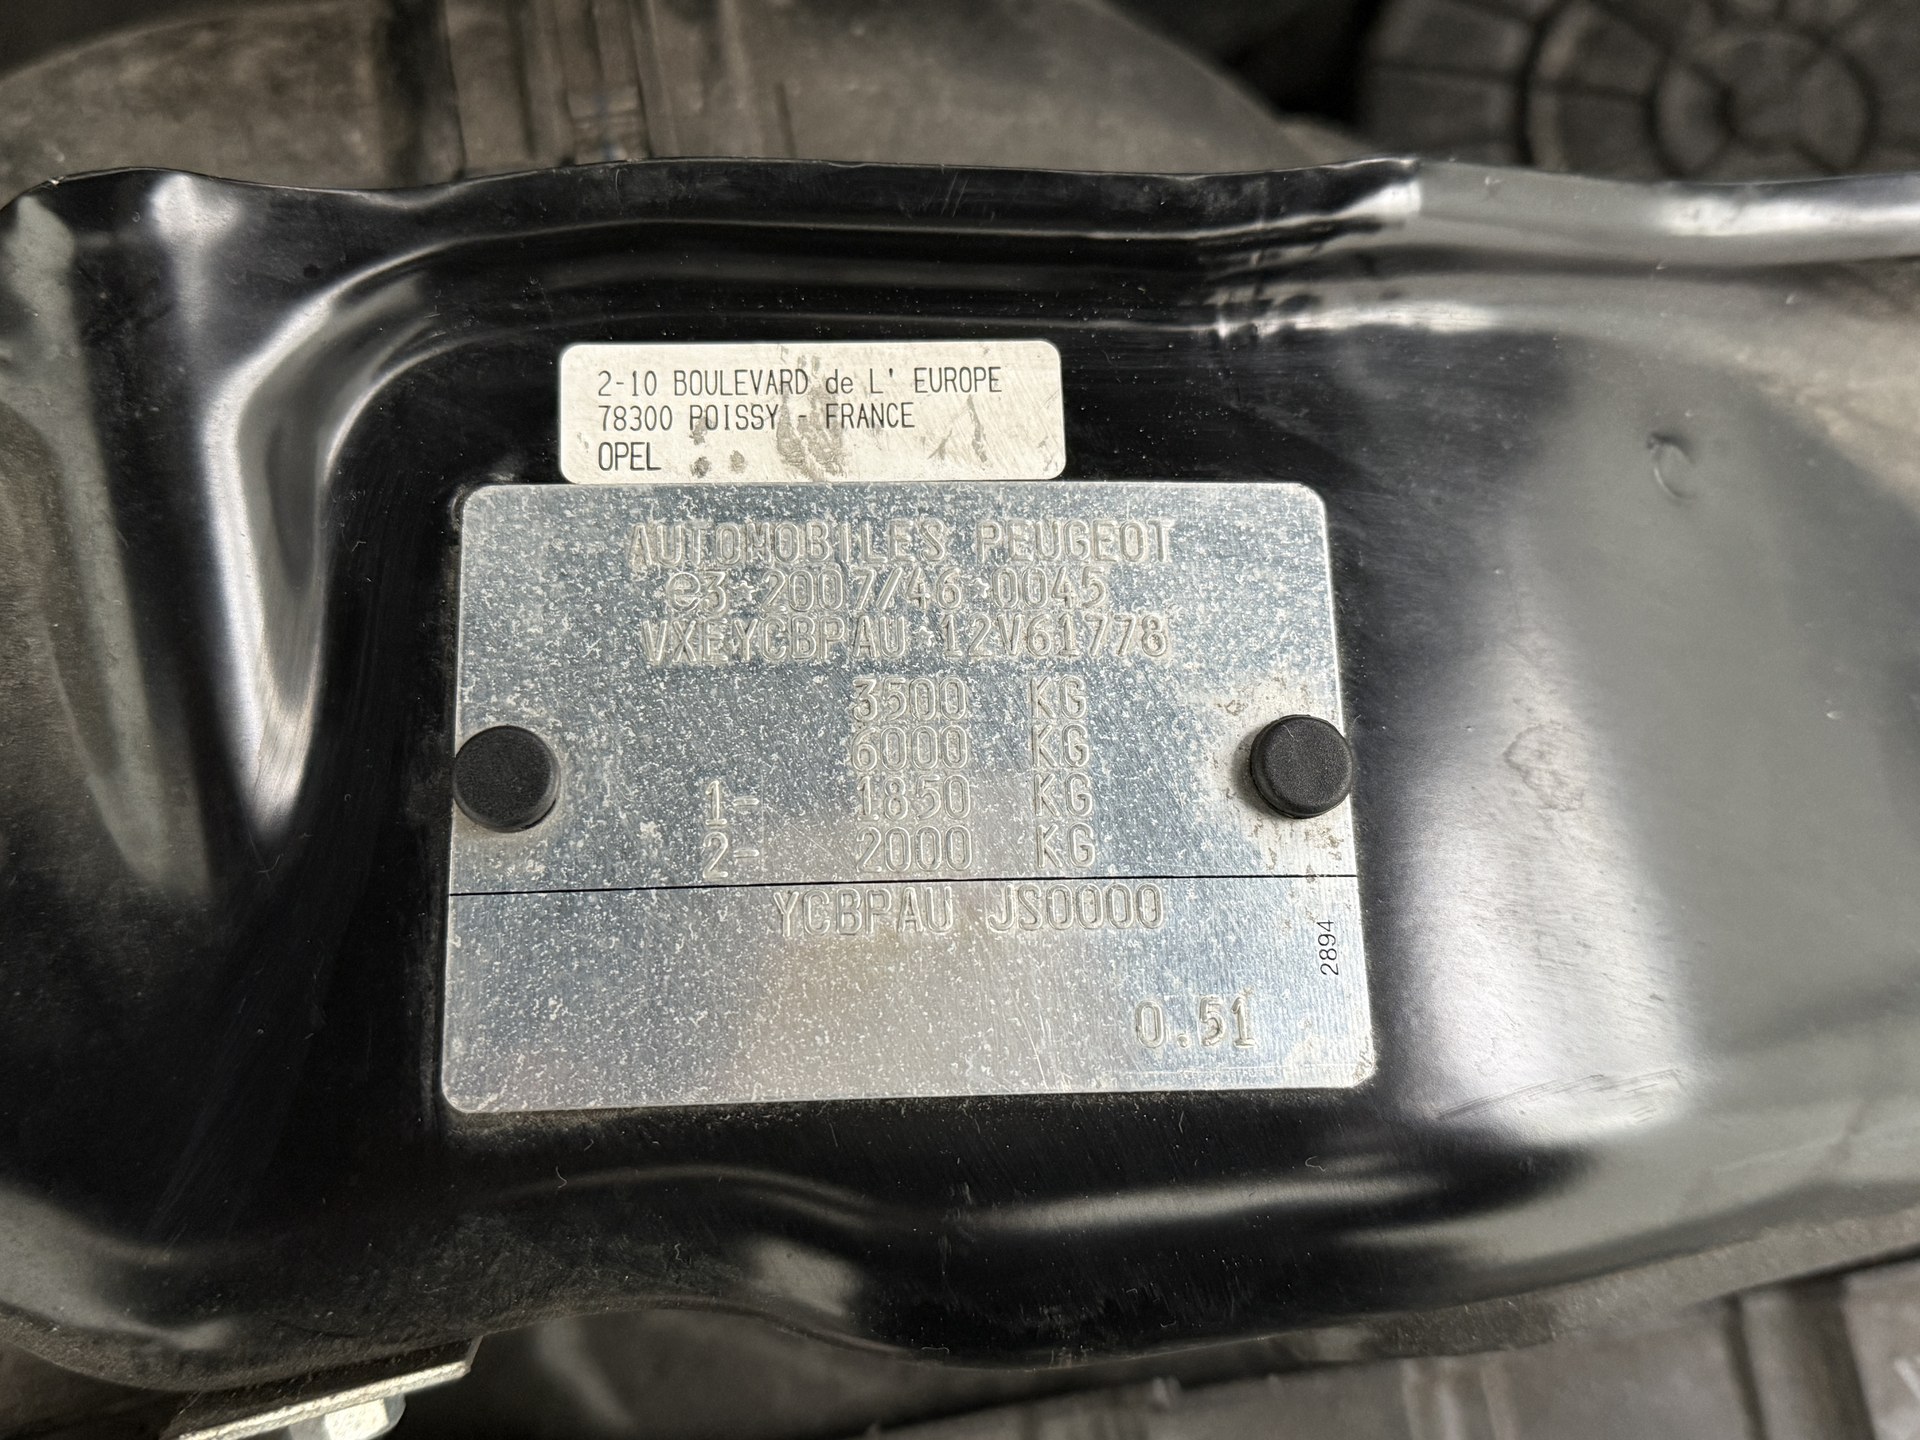 2-10 BOULEVARD de L' EUROPE
78300 POISSY - FRANCE
OPEL
AUTOMOBILES PEUGEOT
e3*2007/46*0045
VXEYCBPAU 12V61778
3500 KG
6000 KG
1- 1850 KG
2- 2000 KG
YCBPAU JS0000
2894
0.51